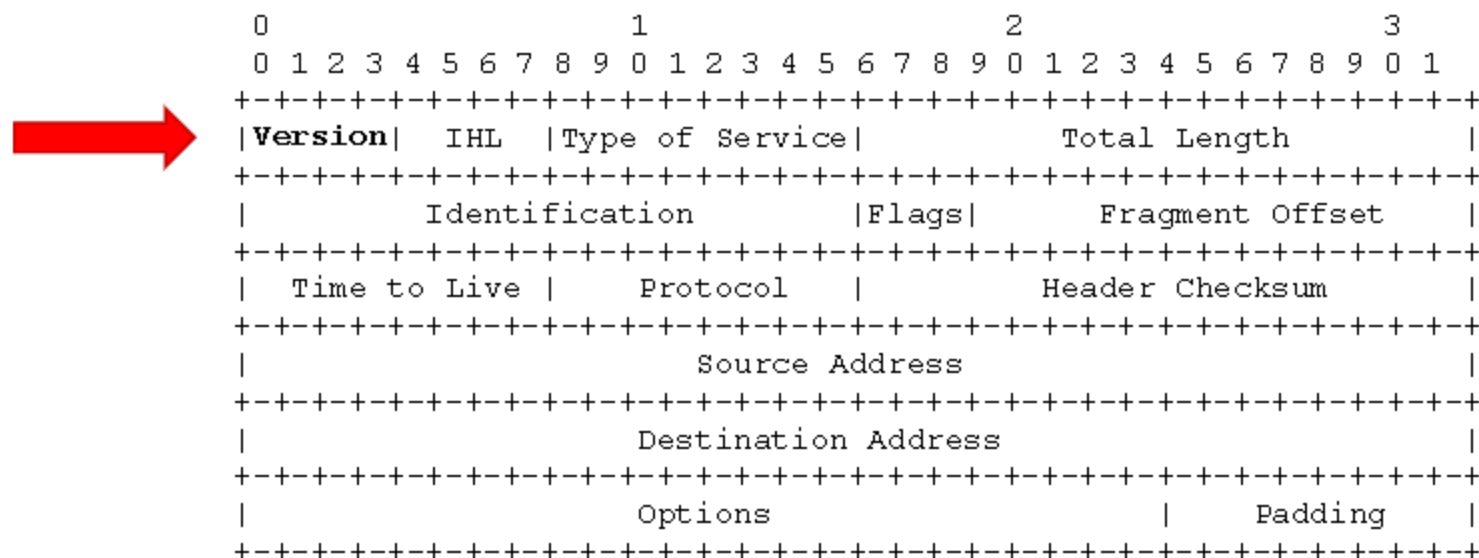 0                   1                   2                   3
0 1 2 3 4 5 6 7 8 9 0 1 2 3 4 5 6 7 8 9 0 1 2 3 4 5 6 7 8 9 0 1
+-+-+-+-+-+-+-+-+-+-+-+-+-+-+-+-+-+-+-+-+-+-+-+-+-+-+-+-+-+-+-+-+
|Version|  IHL  |Type of Service|          Total Length         |
+-+-+-+-+-+-+-+-+-+-+-+-+-+-+-+-+-+-+-+-+-+-+-+-+-+-+-+-+-+-+-+-+
|         Identification        |Flags|      Fragment Offset    |
+-+-+-+-+-+-+-+-+-+-+-+-+-+-+-+-+-+-+-+-+-+-+-+-+-+-+-+-+-+-+-+-+
|  Time to Live |    Protocol   |         Header Checksum       |
+-+-+-+-+-+-+-+-+-+-+-+-+-+-+-+-+-+-+-+-+-+-+-+-+-+-+-+-+-+-+-+-+
|                       Source Address                          |
+-+-+-+-+-+-+-+-+-+-+-+-+-+-+-+-+-+-+-+-+-+-+-+-+-+-+-+-+-+-+-+-+
|                    Destination Address                        |
+-+-+-+-+-+-+-+-+-+-+-+-+-+-+-+-+-+-+-+-+-+-+-+-+-+-+-+-+-+-+-+-+
|                    Options                    |    Padding    |
+-+-+-+-+-+-+-+-+-+-+-+-+-+-+-+-+-+-+-+-+-+-+-+-+-+-+-+-+-+-+-+-+